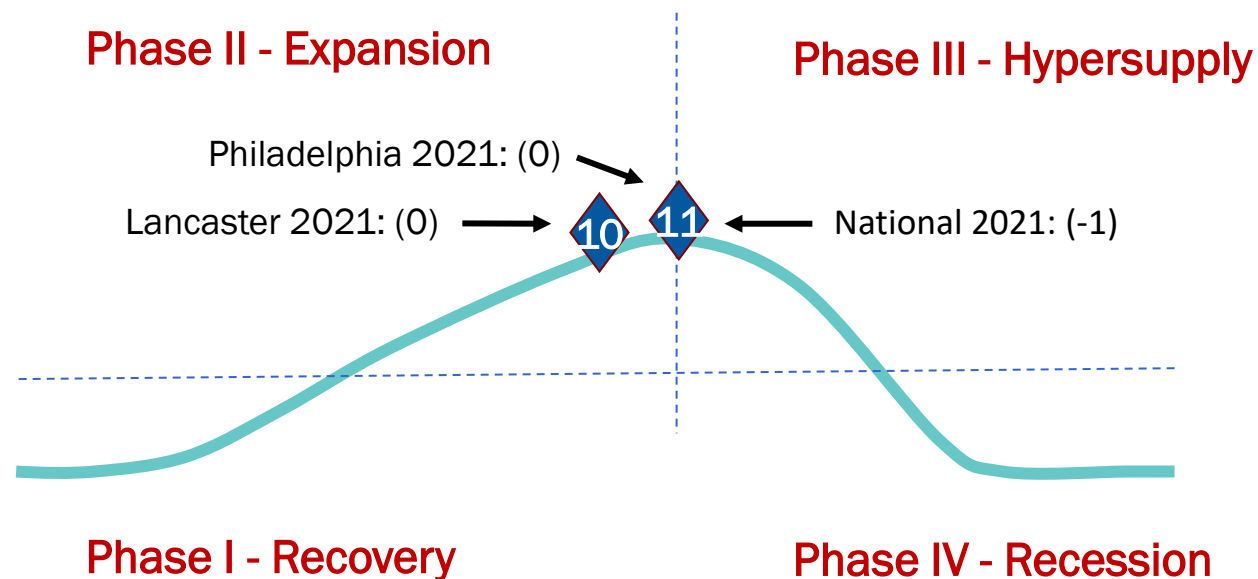 Phase II - Expansion
Phase III - Hypersupply
Philadelphia 2021: (0)
Lancaster 2021: (0)
10
11
National 2021: (-1)
Phase I - Recovery
Phase IV - Recession